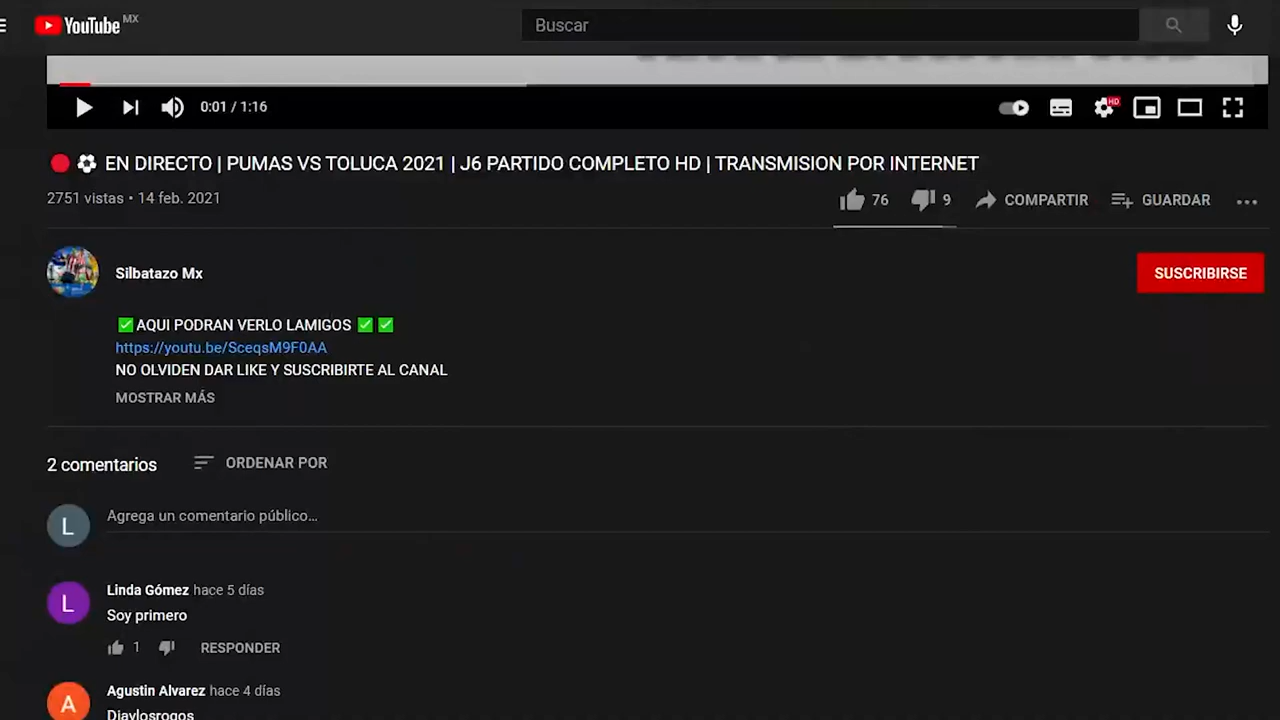 YouTube MX
Buscar
0:01 / 1:16
HD
EN DIRECTO | PUMAS VS TOLUCA 2021 | J6 PARTIDO COMPLETO HD | TRANSMISION POR INTERNET
2751 vistas • 14 feb. 2021
76
9
COMPARTIR
GUARDAR
Silbatazo Mx
SUSCRIBIRSE
✅AQUI PODRAN VERLO LAMIGOS ✅ ✅
https://youtu.be/SceqsM9F0AA
NO OLVIDEN DAR LIKE Y SUSCRIBIRTE AL CANAL
MOSTRAR MÁS
2 comentarios
ORDENAR POR
L
Agrega un comentario público...
L
Linda Gómez hace 5 días
Soy primero
1
RESPONDER
A
Agustin Alvarez hace 4 días
Diaylosrogos